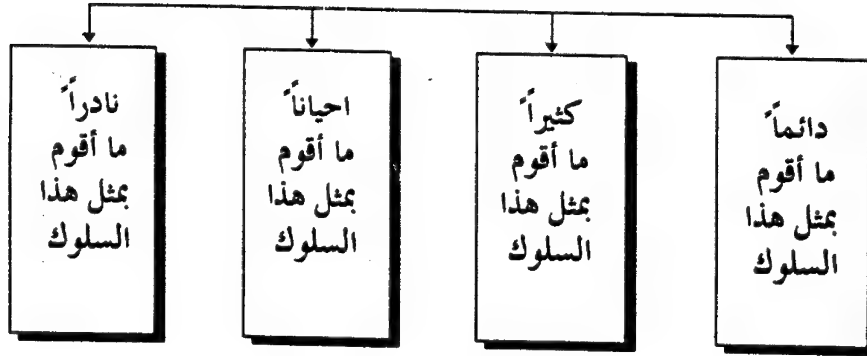 دائماً
ما أقوم
بمثل هذا
السلوك
كثيراً
ما أقوم
بمثل هذا
السلوك
احياناً
ما أقوم
بمثل هذا
السلوك
نادراً
ما أقوم
بمثل هذا
السلوك